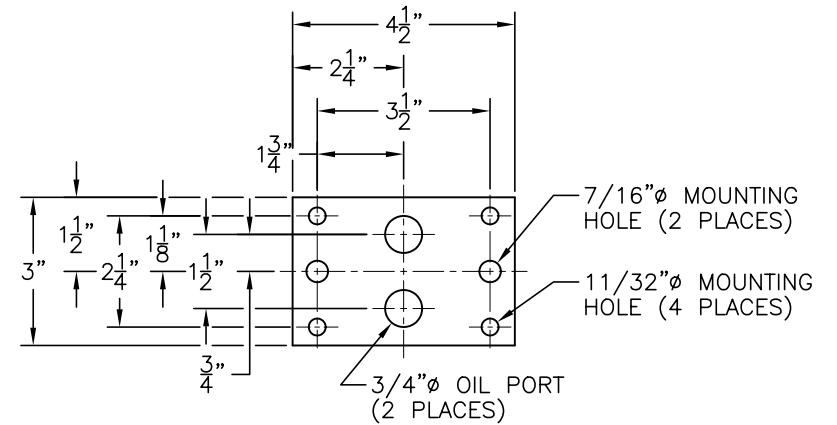 4 1/2"
2 1/4"
3 1/2"
1 3/4"
7/16"ø MOUNTING
HOLE (2 PLACES)
1 1/2"
1 1/8"
3"
2 1/4"
1 1/2"
11/32"ø MOUNTING
HOLE (4 PLACES)
3/4"
3/4"ø OIL PORT
(2 PLACES)